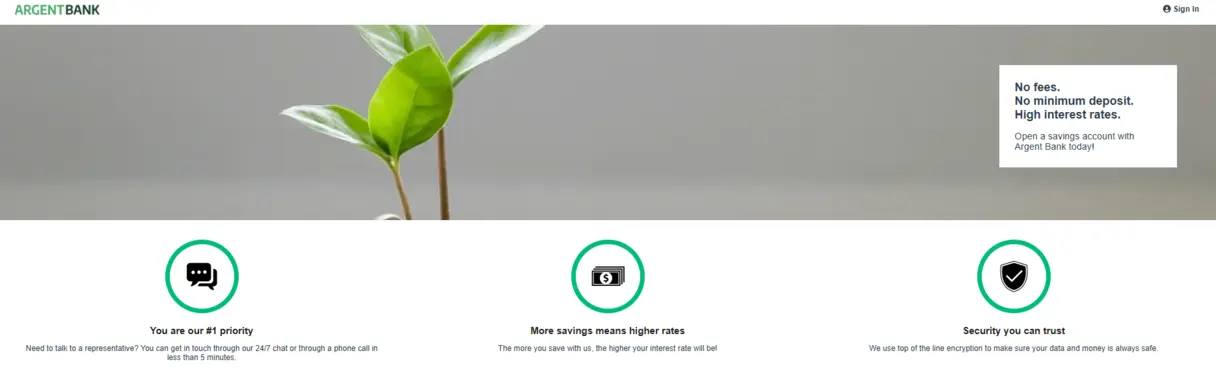 ARGENTBANK
Sign In
No fees.
No minimum deposit.
High interest rates.
Open a savings account with
Argent Bank today!
$
You are our #1 priority
Need to talk to a representative? You can get in touch through our 24/7 chat or through a phone call in
less than 5 minutes.
More savings means higher rates
The more you save with us, the higher your interest rate will be!
Security you can trust
We use top of the line encryption to make sure your data and money is always safe.